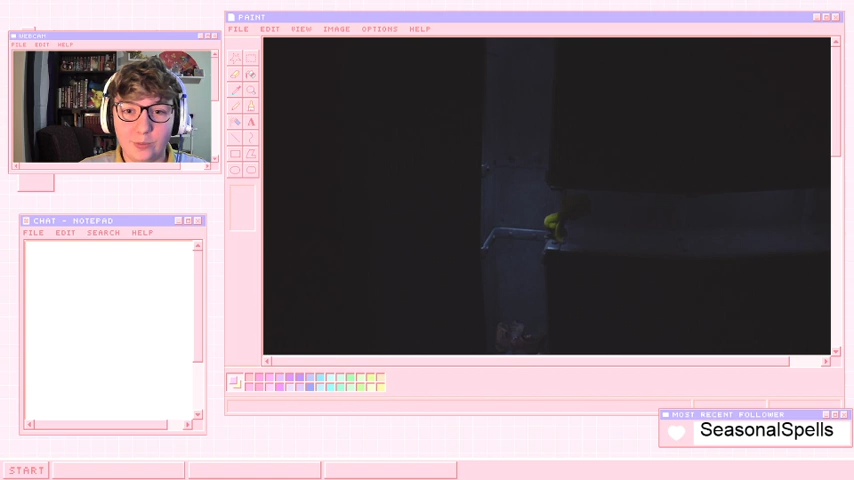 PAINT
FILE EDIT VIEW IMAGE OPTIONS HELP
WEBCAM
FILE EDIT HELP
A
CHAT - NOTEPAD
FILE EDIT SEARCH HELP
MOST RECENT FOLLOWER
SeasonalSpells
START